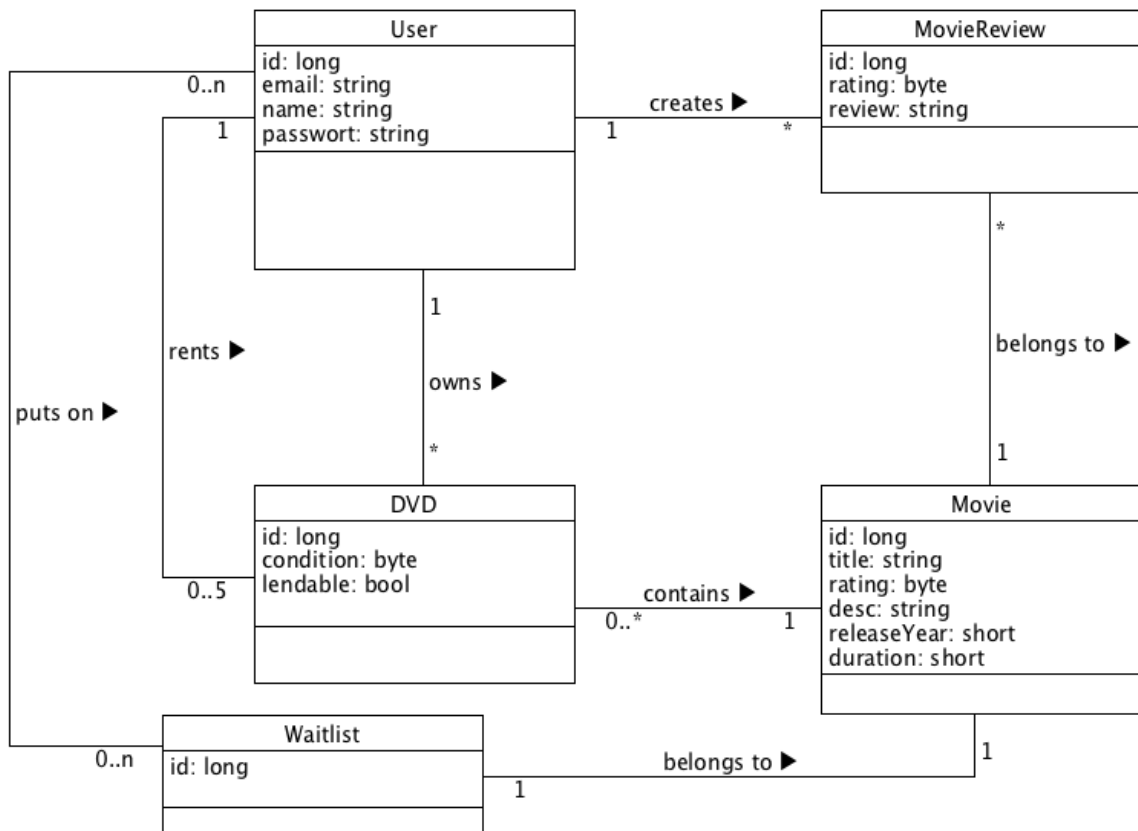 User
id: long
email: string
name: string
passwort: string
MovieReview
id: long
rating: byte
review: string
0..n
1
creates ▶
1
*
1
*
rents ▶
owns ▶
belongs to ▶
puts on ▶
*
1
DVD
id: long
condition: byte
lendable: bool
Movie
id: long
title: string
rating: byte
desc: string
releaseYear: short
duration: short
0..5
contains ▶
0..*
1
Waitlist
id: long
0..n
belongs to ▶
1
1